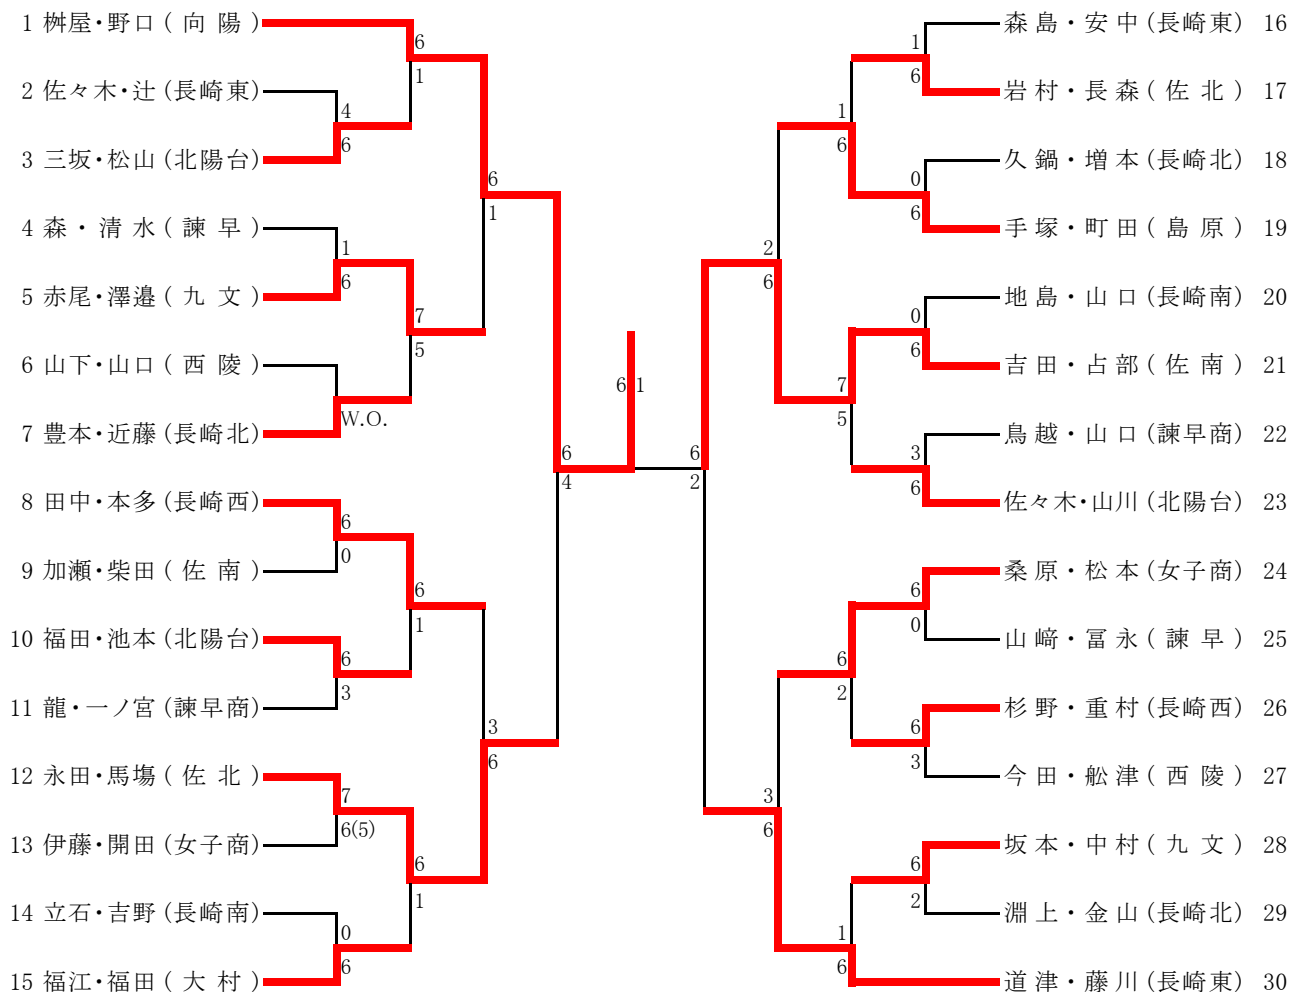 1 桝屋・野口 ( 向 陽 )
2 佐々木・辻 (長崎東)
3 三坂・松山 (北陽台)
4 森・清水 ( 諫 早 )
5 赤尾・澤邉 ( 九 文 )
6 山下・山口 ( 西 陵 )
7 豊本・近藤 (長崎北)
8 田中・本多 (長崎西)
9 加瀬・柴田 ( 佐 南 )
10 福田・池本 (北陽台)
11 龍・一ノ宮 (諫早商)
12 永田・馬塲 ( 佐 北 )
13 伊藤・開田 (女子商)
14 立石・吉野 (長崎南)
15 福江・福田 ( 大 村 )
4
6
1
6
W.O.
6
0
6
3
7
6(5)
0
6
6
1
7
5
6
1
6
1
6
1
3
6
6
4
6 1
6
2
2
6
3
6
1
6
7
5
6
2
1
6
1
6
0
6
0
6
3
6
6
0
6
3
6
2
森島・安中 (長崎東) 16
岩村・長森 ( 佐 北 ) 17
久鍋・増本 (長崎北) 18
手塚・町田 ( 島 原 ) 19
地島・山口 (長崎南) 20
吉田・占部 ( 佐 南 ) 21
鳥越・山口 (諫早商) 22
佐々木・山川 (北陽台) 23
桑原・松本 (女子商) 24
山﨑・冨永 ( 諫 早 ) 25
杉野・重村 (長崎西) 26
今田・舩津 ( 西 陵 ) 27
坂本・中村 ( 九 文 ) 28
淵上・金山 (長崎北) 29
道津・藤川 (長崎東) 30